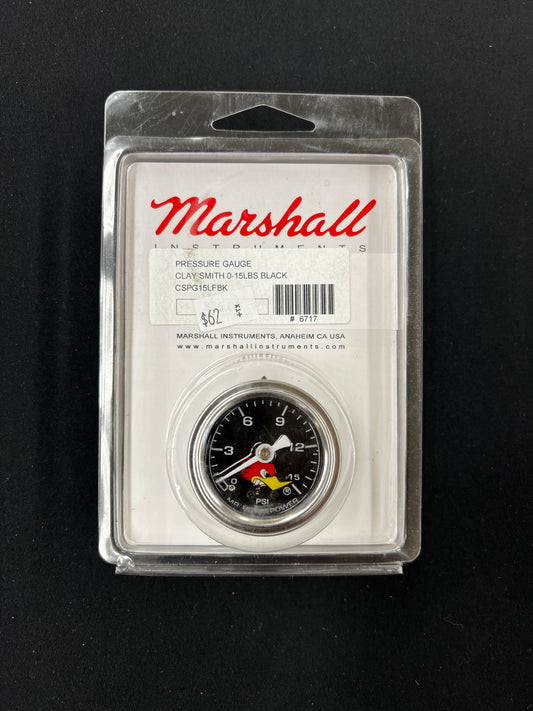 Marshall
INSTRUMENTS
PRESSURE GAUGE
CLAY SMITH 0-15LBS BLACK
CSPG15LFBK
$62
# 6717
MARSHALL INSTRUMENTS, ANAHEIM CA USA
www.marshallinstruments.com
6 9
3 12
0 15
PSI ®
POWER